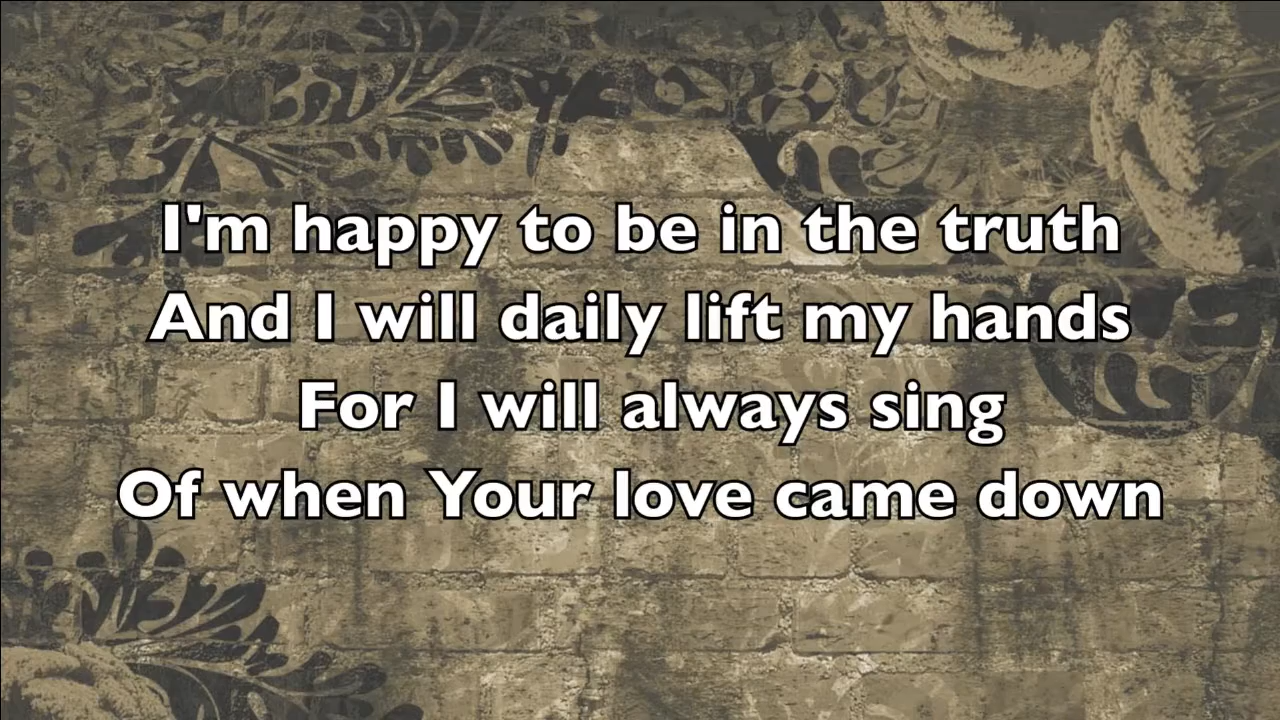 I'm happy to be in the truth
And I will daily lift my hands
For I will always sing
Of when Your love came down